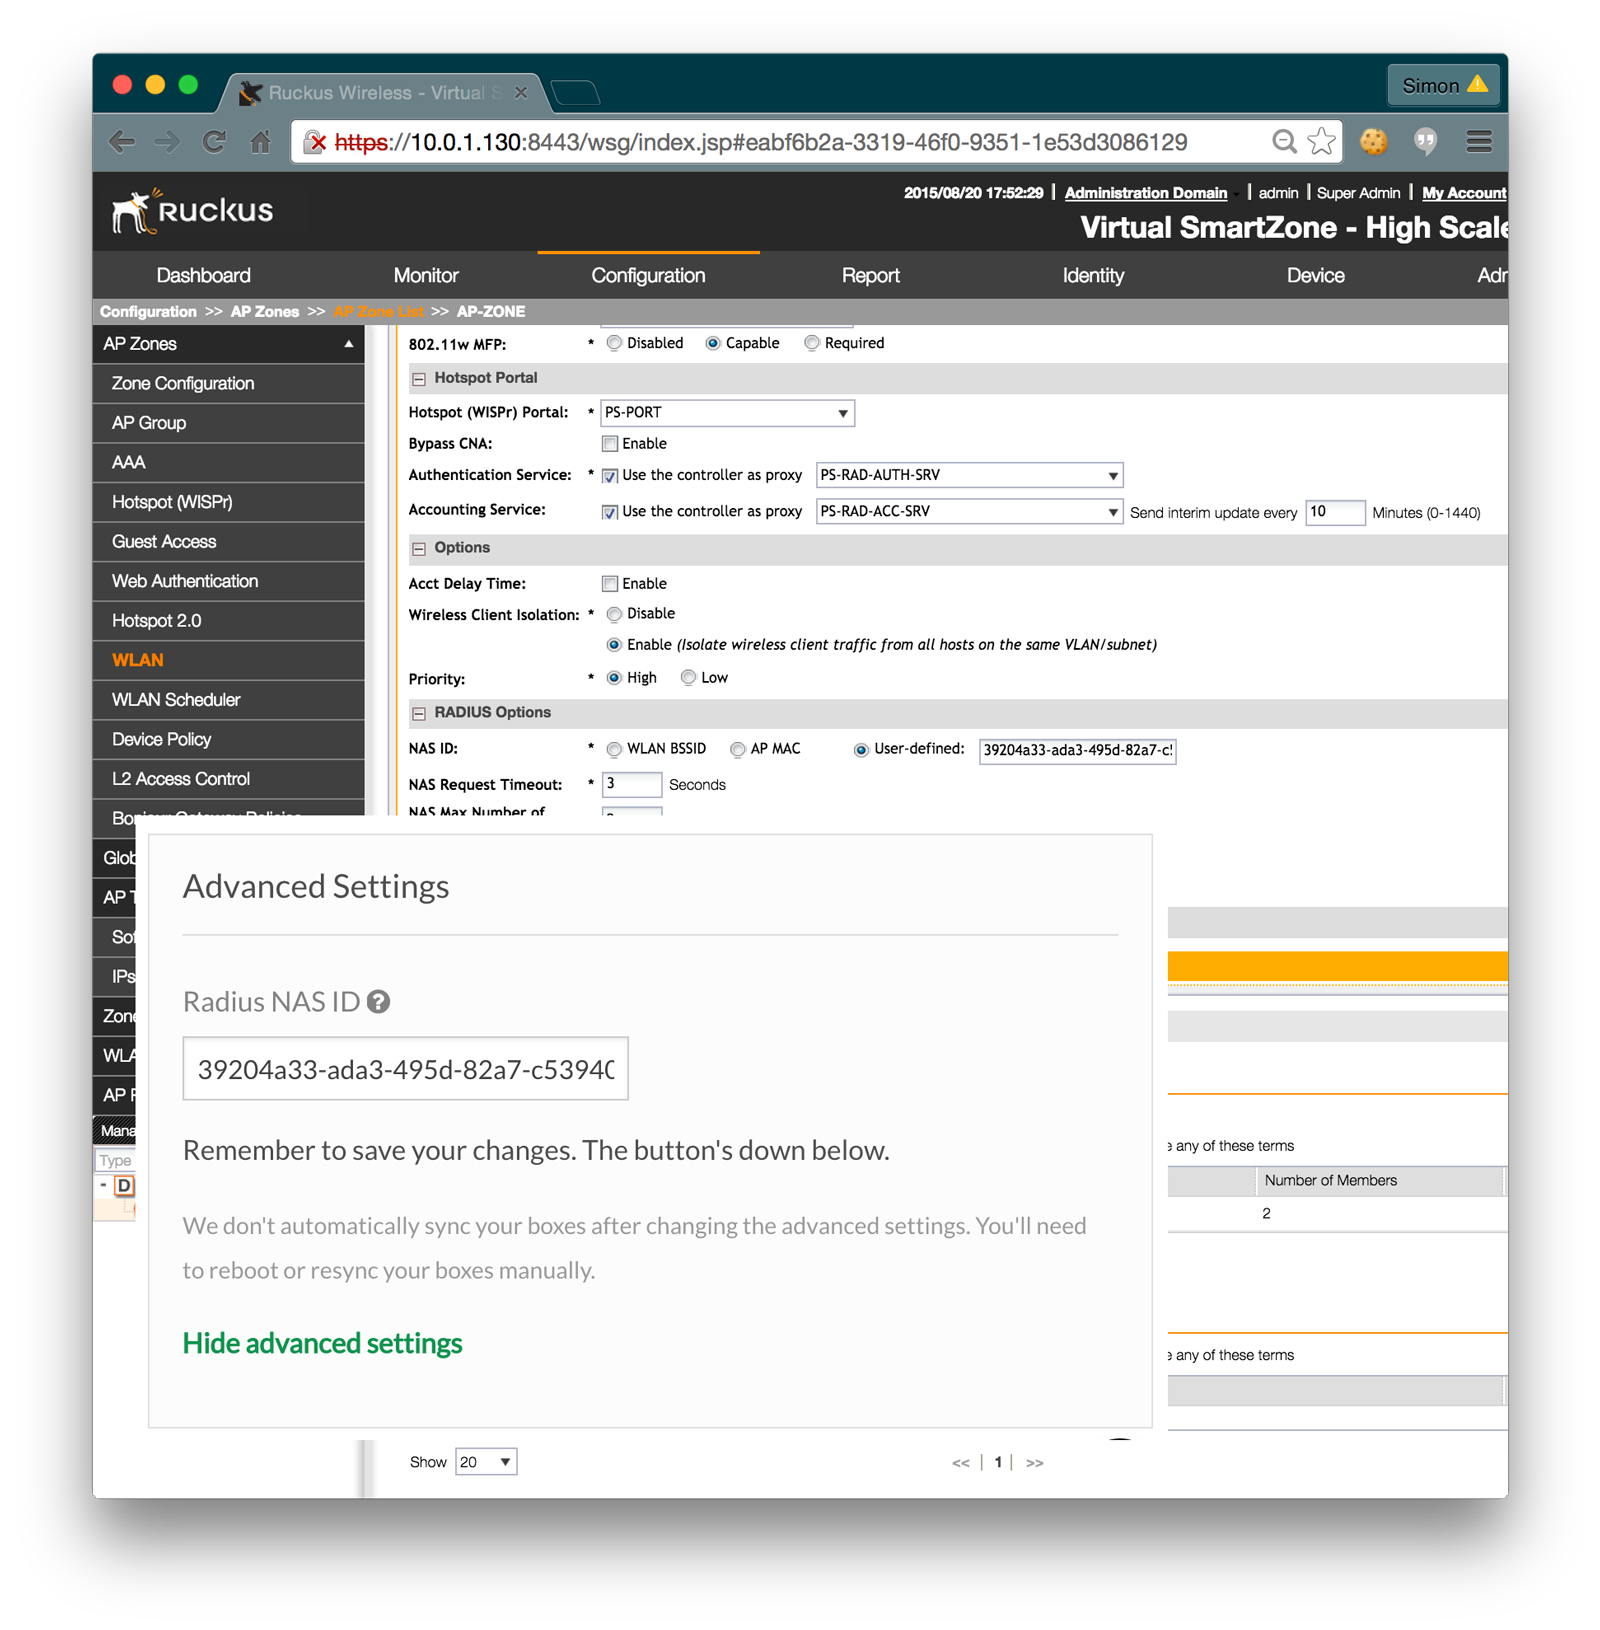 Ruckus Wireless - Virtual S
Simon
https://10.0.1.130:8443/wsg/index.jsp#eabf6b2a-3319-46f0-9351-1e53d3086129
RUCKUS
2015/08/20 17:52:29 | Administration Domain | admin | Super Admin | My Account
Virtual SmartZone - High Scale
Dashboard Monitor Configuration Report Identity Device Adr
Configuration >> AP Zones >> AP Zone List >> AP-ZONE
AP Zones
Zone Configuration
AP Group
AAA
Hotspot (WISPr)
Guest Access
Web Authentication
Hotspot 2.0
WLAN
WLAN Scheduler
Device Policy
L2 Access Control
Bonjour Gateway Policies
Glob
AP T
Sof
IPs
Zone
WLA
AP F
Mana
Type
- D
802.11w MFP: * Disabled Capable Required
Hotspot Portal
Hotspot (WISPr) Portal: * PS-PORT
Bypass CNA: Enable
Authentication Service: * Use the controller as proxy PS-RAD-AUTH-SRV
Accounting Service: Use the controller as proxy PS-RAD-ACC-SRV Send interim update every 10 Minutes (0-1440)
Options
Acct Delay Time: Enable
Wireless Client Isolation: * Disable
Enable (Isolate wireless client traffic from all hosts on the same VLAN/subnet)
Priority: * High Low
RADIUS Options
NAS ID: * WLAN BSSID AP MAC User-defined: 39204a33-ada3-495d-82a7-c5
NAS Request Timeout: * 3 Seconds
NAS Max Number of
Advanced Settings
Radius NAS ID ?
39204a33-ada3-495d-82a7-c53940
Remember to save your changes. The button's down below.
We don't automatically sync your boxes after changing the advanced settings. You'll need
to reboot or resync your boxes manually.
Hide advanced settings
e any of these terms
Number of Members
2
e any of these terms
Show 20
<< | 1 | >>